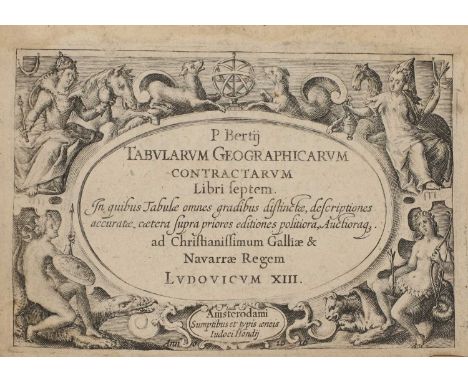 P Bertij
TABVLARVM GEOGRAPHICARVM
CONTRACTARVM
Libri septem.
In quibus Tabulæ omnes gradibus distinctæ, descriptiones
accuratæ, cætera supra priores editiones politiora, Auctioraq;
ad Christianissimum Galliæ &
Navarræ Regem
LVDOVICVM XIII.
Amsterodami
Sumptibus et typis æneis
Iudoci Hondij
Ann